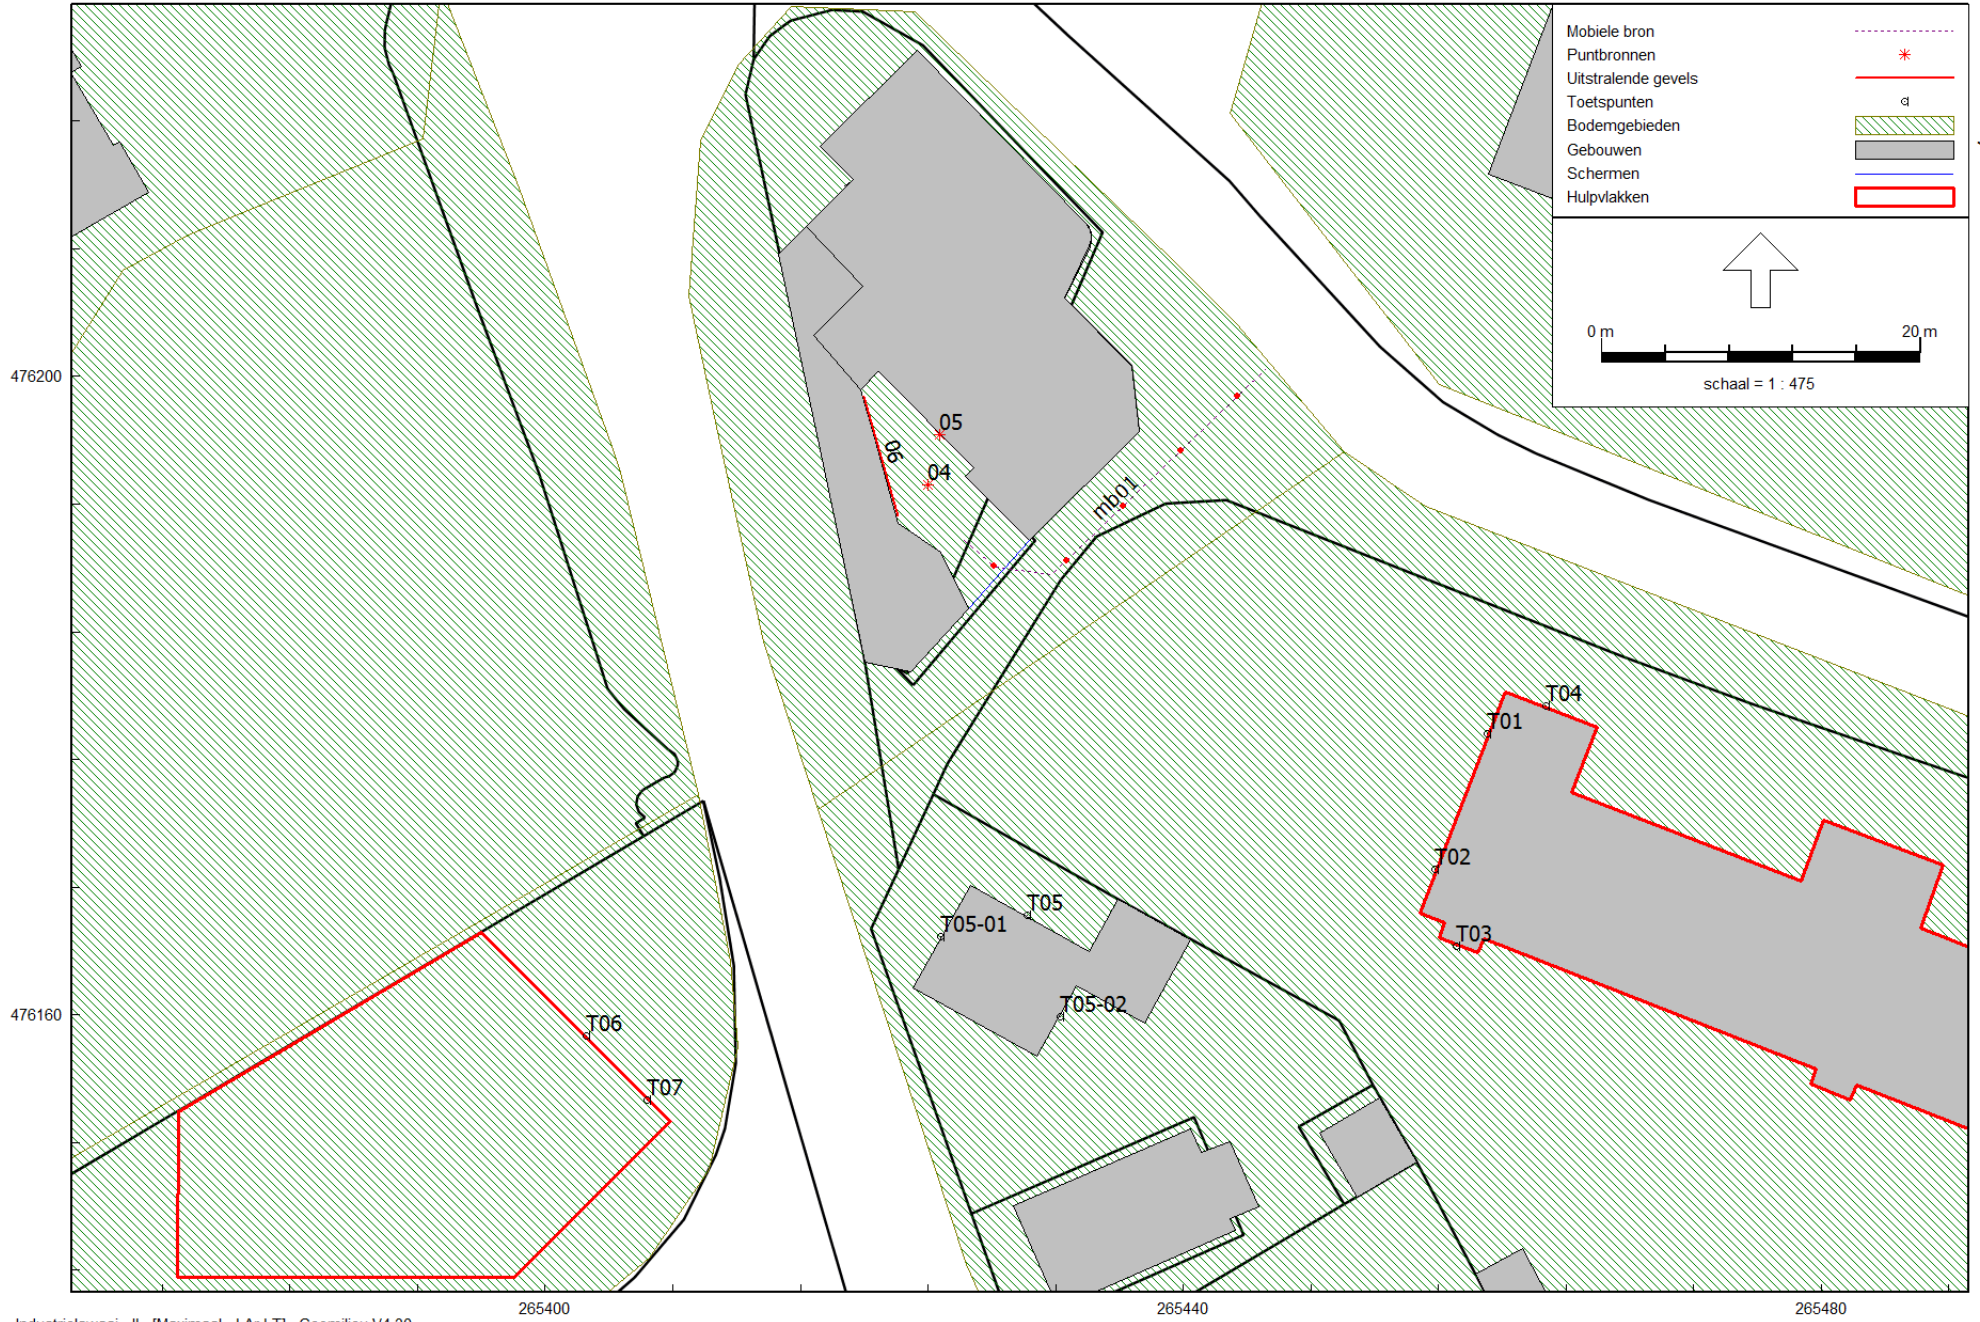 Mobiele bron
Puntbronnen
Uitstralende gevels
Toetspunten
Bodemgebieden
Gebouwen
Schermen
Hulpvlakken
0 m 20 m
schaal = 1 : 475
476200
05
06
04
mb01
T04
T01
T02
T03
T05
T05-01
T05-02
476160
T06
T07
265400 265440 265480